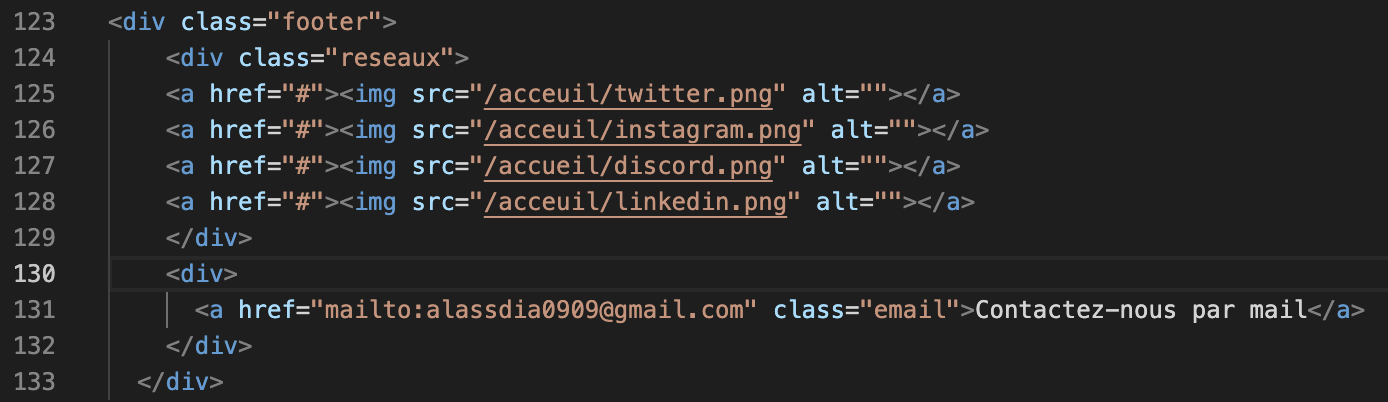 123 <div class="footer">
124 <div class="reseaux">
125 <a href="#"><img src="/acceuil/twitter.png" alt=""></a>
126 <a href="#"><img src="/acceuil/instagram.png" alt=""></a>
127 <a href="#"><img src="/accueil/discord.png" alt=""></a>
128 <a href="#"><img src="/acceuil/linkedin.png" alt=""></a>
129 </div>
130 <div>
131 <a href="mailto:alassdia0909@gmail.com" class="email">Contactez-nous par mail</a>
132 </div>
133 </div>